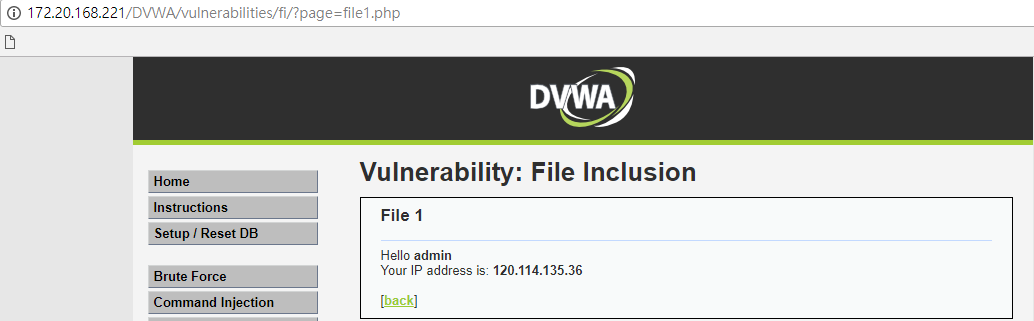 172.20.168.221/DVWA/vulnerabilities/fi/?page=file1.php
DVWA
Home
Instructions
Setup / Reset DB
Brute Force
Command Injection
Vulnerability: File Inclusion
File 1
Hello admin
Your IP address is: 120.114.135.36
[back]